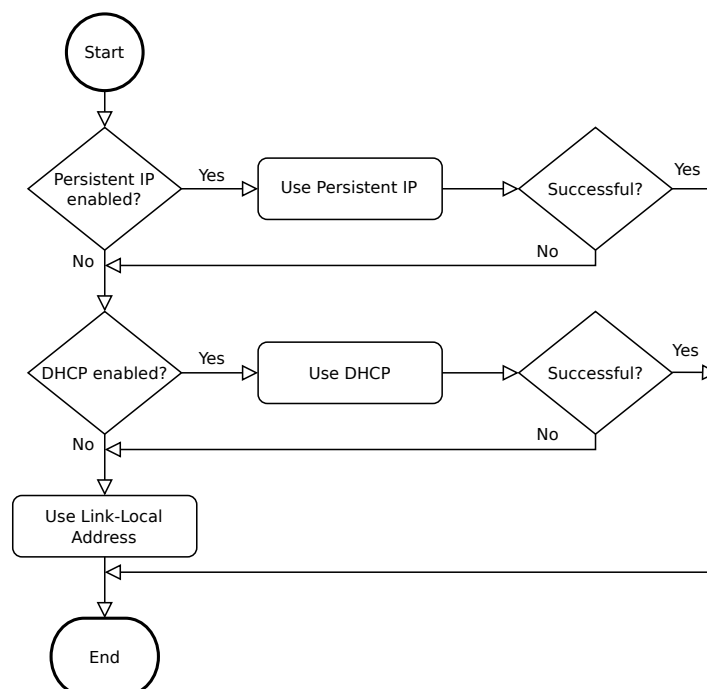 Start
Persistent IP
enabled?
Yes
Use Persistent IP
Successful?
Yes
No
No
DHCP enabled?
Yes
Use DHCP
Successful?
Yes
No
No
Use Link-Local
Address
End